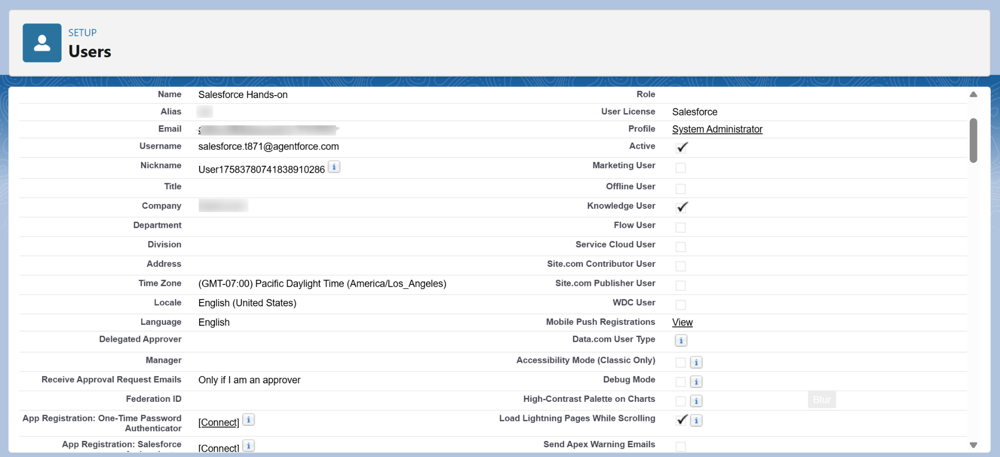 SETUP
Users
Name Salesforce Hands-on Role
Alias User License Salesforce
Email Profile System Administrator
Username salesforce.t871@agentforce.com Active
Nickname User17583780741838910286 Marketing User
Title Offline User
Company Knowledge User
Department Flow User
Division Service Cloud User
Address Site.com Contributor User
Time Zone (GMT-07:00) Pacific Daylight Time (America/Los_Angeles) Site.com Publisher User
Locale English (United States) WDC User
Language English Mobile Push Registrations View
Delegated Approver Data.com User Type
Manager Accessibility Mode (Classic Only)
Receive Approval Request Emails Only if I am an approver Debug Mode
Federation ID High-Contrast Palette on Charts Blur
App Registration: One-Time Password
Authenticator [Connect] Load Lightning Pages While Scrolling
App Registration: Salesforce [Connect] Send Apex Warning Emails